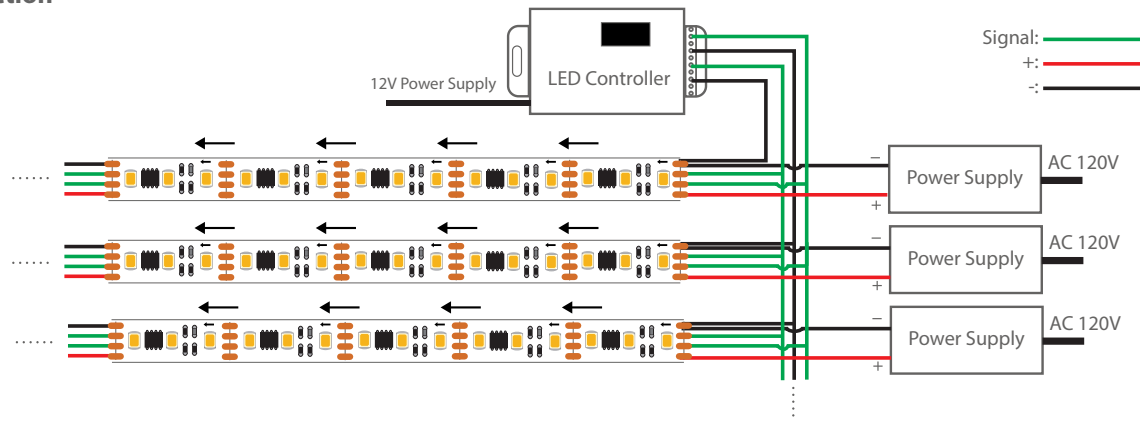 Signal:
+:
-:
LED Controller
12V Power Supply
......
−
Power Supply
AC 120V
+
......
−
Power Supply
AC 120V
+
......
−
Power Supply
AC 120V
+
......